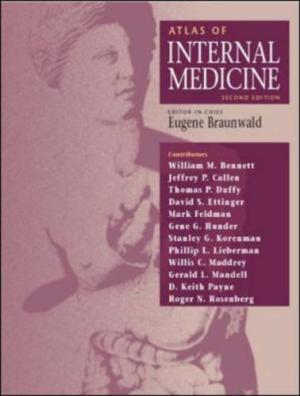 ATLAS OF
INTERNAL
MEDICINE
SECOND EDITION
EDITOR-IN-CHIEF
Eugene Braunwald
Contributors
William M. Bennett
Jeffrey P. Callen
Thomas P. Duffy
David S. Ettinger
Mark Feldman
Gene G. Hunder
Stanley G. Korenman
Phillip L. Lieberman
Willis C. Maddrey
Gerald L. Mandell
D. Keith Payne
Roger N. Rosenberg